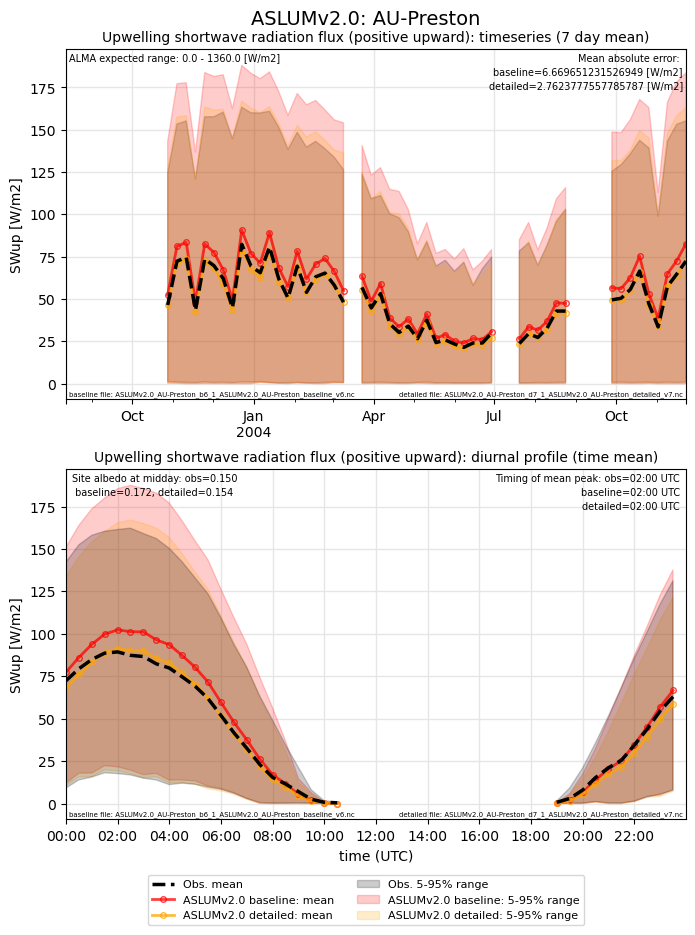 ASLUMv2.0: AU-Preston
Upwelling shortwave radiation flux (positive upward): timeseries (7 day mean)
ALMA expected range: 0.0 - 1360.0 [W/m2]
Mean absolute error:
baseline=6.669651231526949 [W/m2]
detailed=2.7623777557785787 [W/m2]
175
150
125
100
75
50
25
0
SWup [W/m2]
baseline file: ASLUMv2.0_AU-Preston_b6_1_ASLUMv2.0_AU-Preston_baseline_v6.nc
detailed file: ASLUMv2.0_AU-Preston_d7_1_ASLUMv2.0_AU-Preston_detailed_v7.nc
Oct Jan Apr Jul Oct
2004
Upwelling shortwave radiation flux (positive upward): diurnal profile (time mean)
Site albedo at midday: obs=0.150
baseline=0.172, detailed=0.154
Timing of mean peak: obs=02:00 UTC
baseline=02:00 UTC
detailed=02:00 UTC
175
150
125
100
75
50
25
0
SWup [W/m2]
baseline file: ASLUMv2.0_AU-Preston_b6_1_ASLUMv2.0_AU-Preston_baseline_v6.nc
detailed file: ASLUMv2.0_AU-Preston_d7_1_ASLUMv2.0_AU-Preston_detailed_v7.nc
00:00 02:00 04:00 06:00 08:00 10:00 12:00 14:00 16:00 18:00 20:00 22:00
time (UTC)
Obs. mean
ASLUMv2.0 baseline: mean
ASLUMv2.0 detailed: mean
Obs. 5-95% range
ASLUMv2.0 baseline: 5-95% range
ASLUMv2.0 detailed: 5-95% range